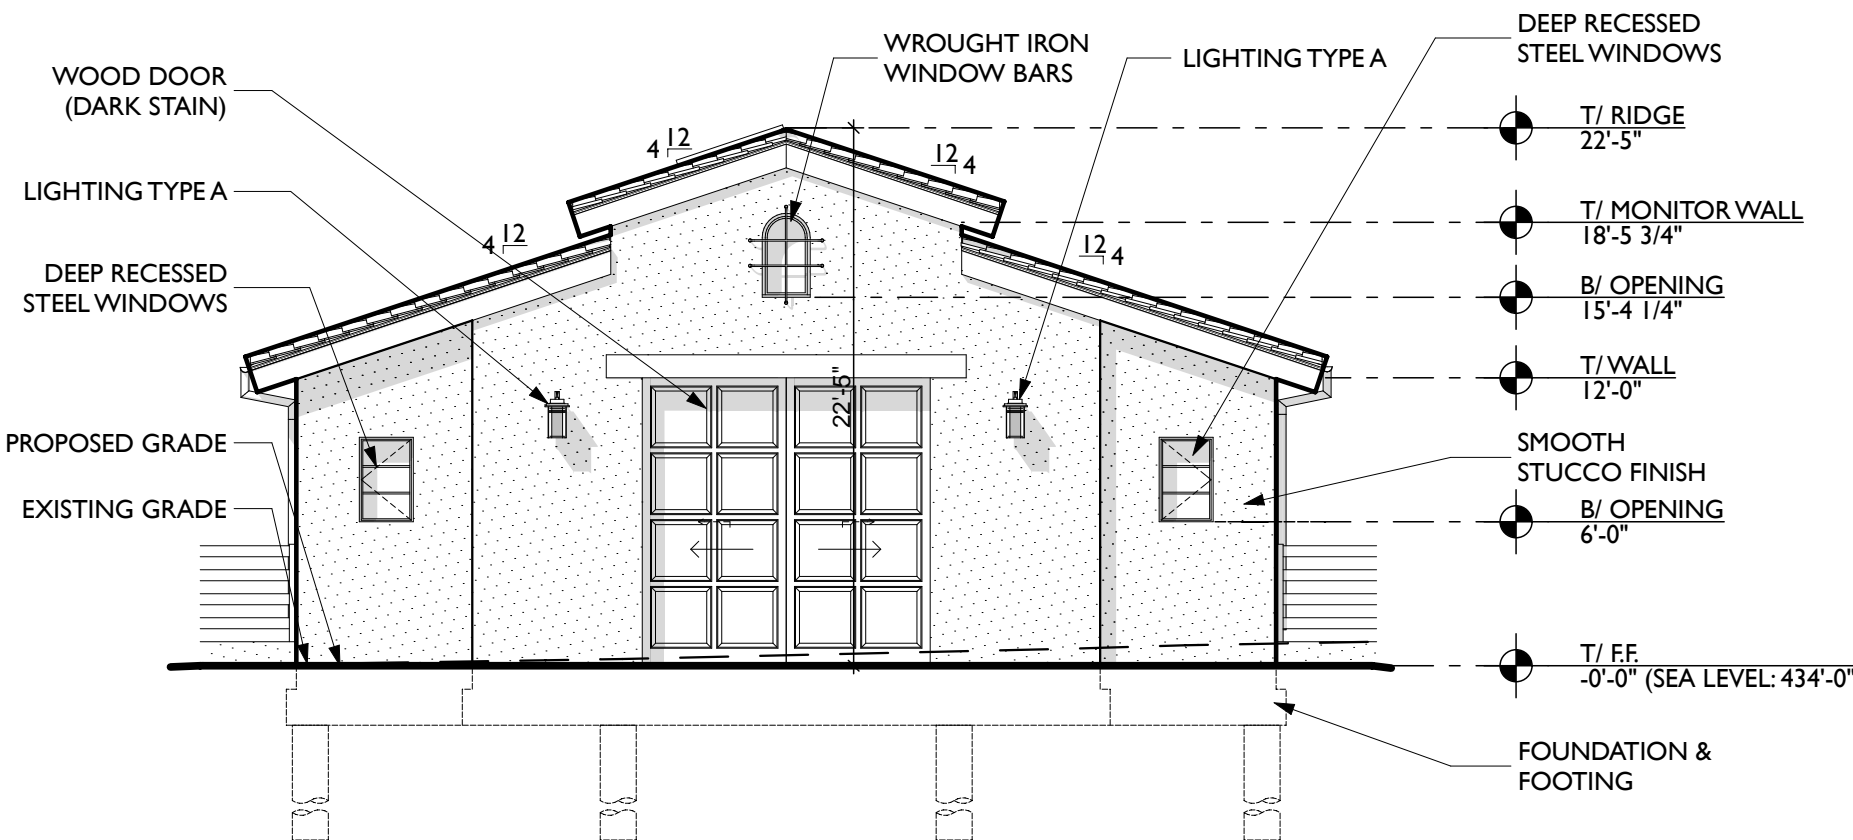 WOOD DOOR
(DARK STAIN)
LIGHTING TYPE A
DEEP RECESSED
STEEL WINDOWS
PROPOSED GRADE
EXISTING GRADE
WROUGHT IRON
WINDOW BARS
LIGHTING TYPE A
DEEP RECESSED
STEEL WINDOWS
12
4
12
4
12
4
12
4
22'-5"
T/ RIDGE
22'-5"
T/ MONITOR WALL
18'-5 3/4"
B/ OPENING
15'-4 1/4"
T/ WALL
12'-0"
SMOOTH
STUCCO FINISH
B/ OPENING
6'-0"
T/ F.F.
-0'-0" (SEA LEVEL: 434'-0"
FOUNDATION &
FOOTING